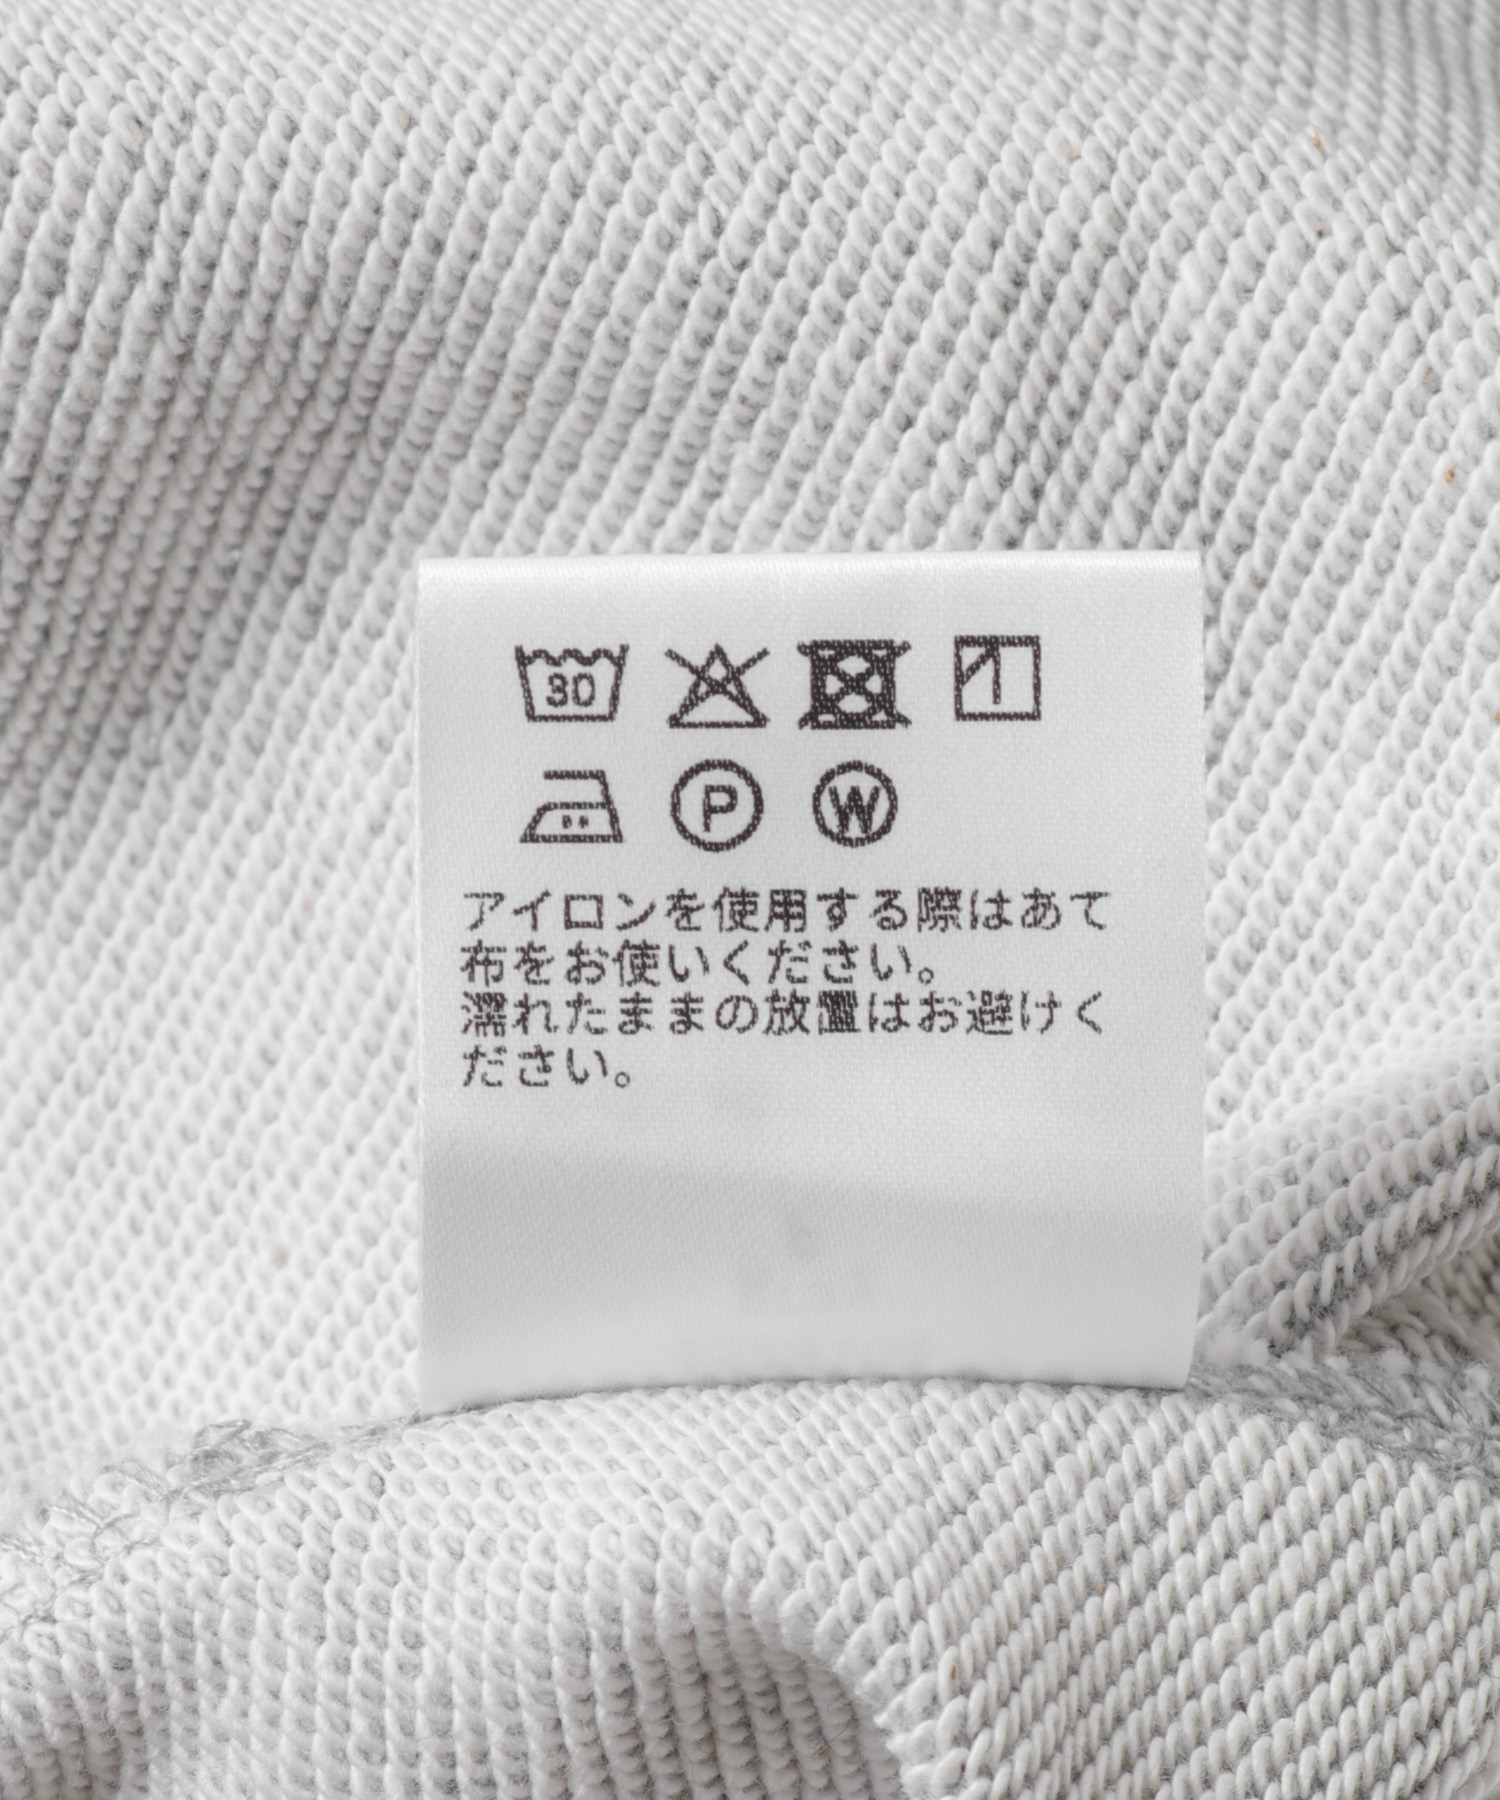 30
P W
アイロンを使用する際はあて
布をお使いください。
濡れたままの放置はお避けく
ださい。